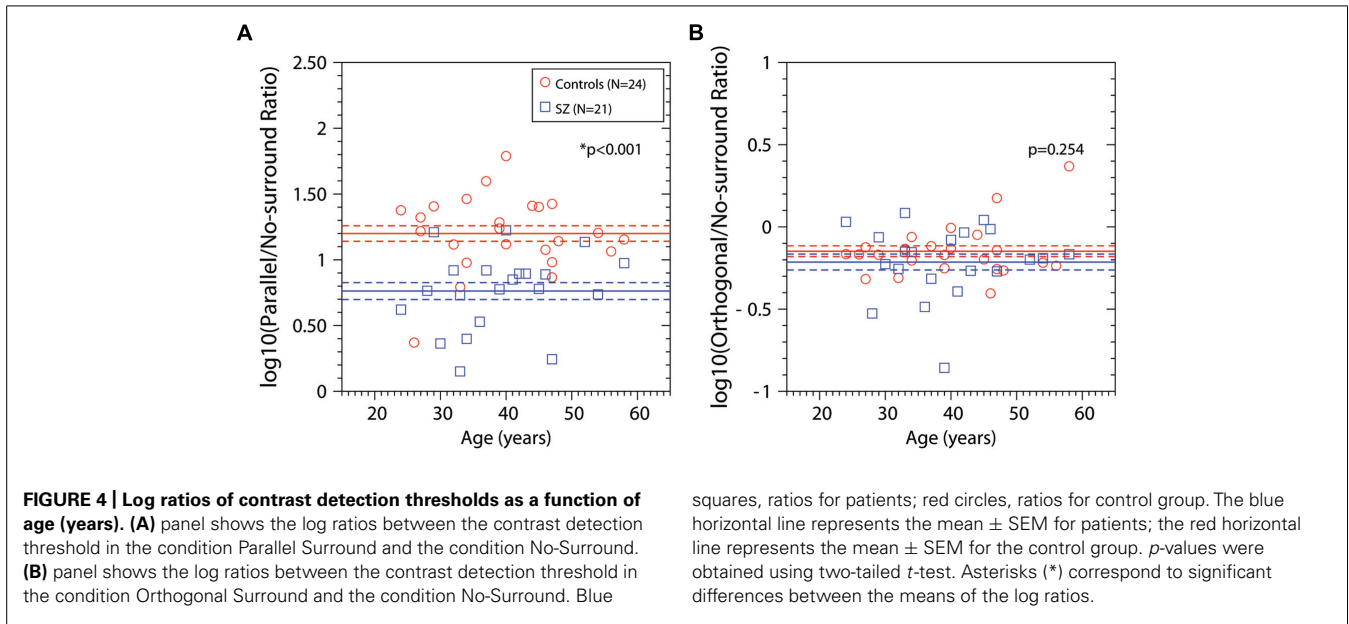 A
log10(Parallel/No-surround Ratio)
2.50
2
1.50
1
0.50
0
20 30 40 50 60
Age (years)
Controls (N=24)
SZ (N=21)
*p<0.001
B
log10(Orthogonal/No-surround Ratio)
1
0.5
0
- 0.5
-1
20 30 40 50 60
Age (years)
p=0.254
FIGURE 4 | Log ratios of contrast detection thresholds as a function of
age (years). (A) panel shows the log ratios between the contrast detection
threshold in the condition Parallel Surround and the condition No-Surround.
(B) panel shows the log ratios between the contrast detection threshold in
the condition Orthogonal Surround and the condition No-Surround. Blue
squares, ratios for patients; red circles, ratios for control group. The blue
horizontal line represents the mean ± SEM for patients; the red horizontal
line represents the mean ± SEM for the control group. p-values were
obtained using two-tailed t-test. Asterisks (*) correspond to significant
differences between the means of the log ratios.